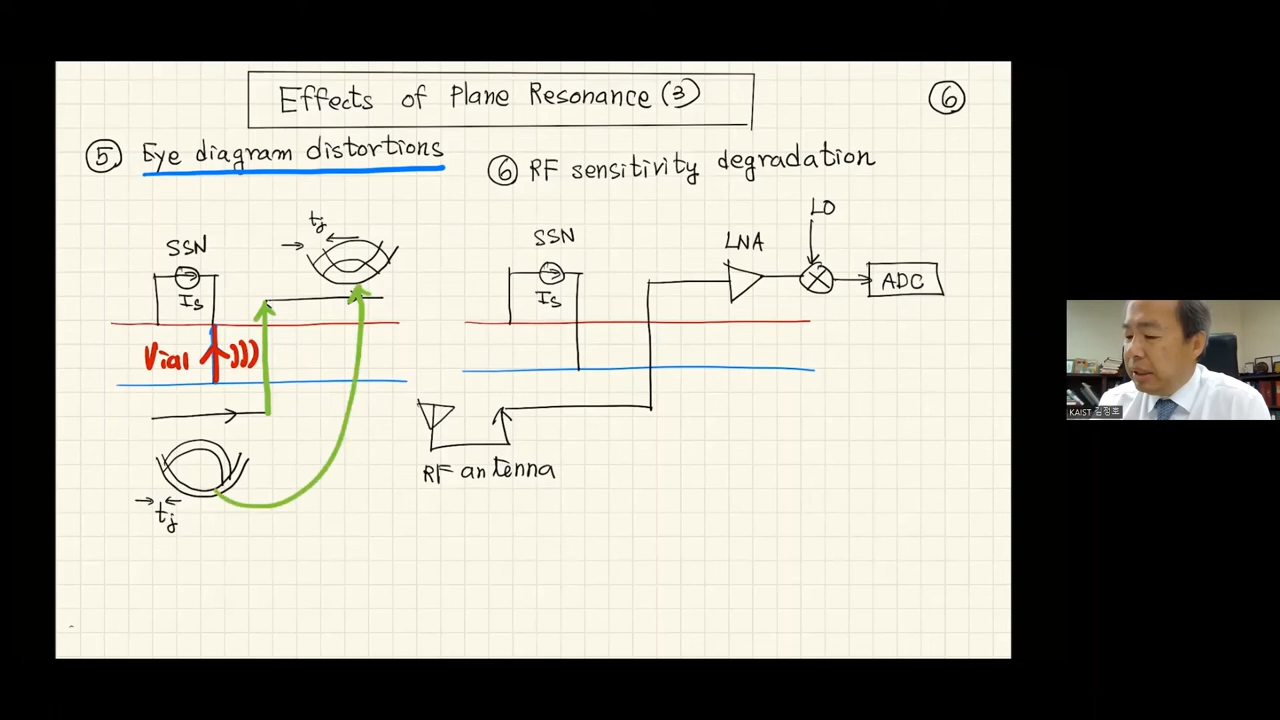 Effects of Plane Resonance (3)
6
5 Eye diagram distortions
6 RF sensitivity degradation
tj
SSN
Is
Via1
tj
SSN
Is
LNA
LO
ADC
RF antenna
KAIST 김정호